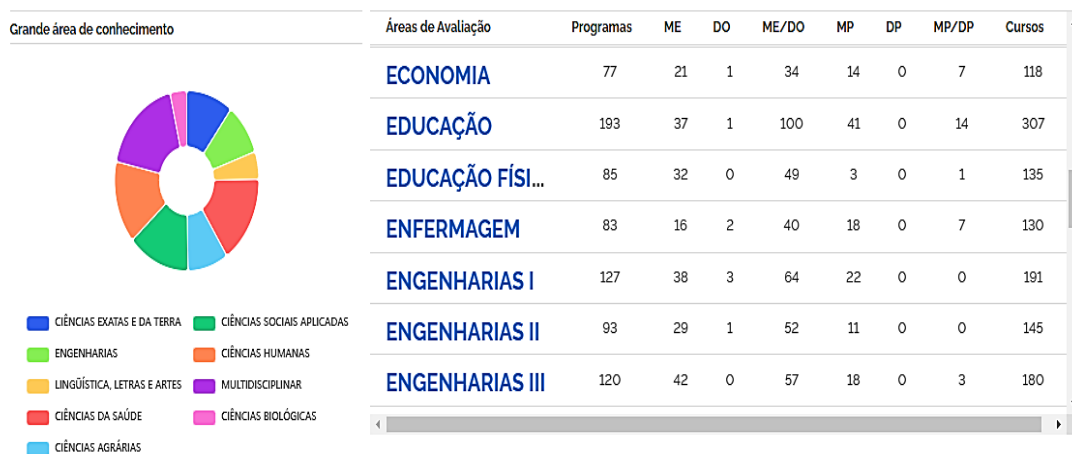 Grande área de conhecimento
CIÊNCIAS EXATAS E DA TERRA
CIÊNCIAS SOCIAIS APLICADAS
ENGENHARIAS
CIÊNCIAS HUMANAS
LINGÜÍSTICA, LETRAS E ARTES
MULTIDISCIPLINAR
CIÊNCIAS DA SAÚDE
CIÊNCIAS BIOLÓGICAS
CIÊNCIAS AGRÁRIAS
Áreas de Avaliação Programas ME DO ME/DO MP DP MP/DP Cursos
ECONOMIA 77 21 1 34 14 0 7 118
EDUCAÇÃO 193 37 1 100 41 0 14 307
EDUCAÇÃO FÍSI... 85 32 0 49 3 0 1 135
ENFERMAGEM 83 16 2 40 18 0 7 130
ENGENHARIAS I 127 38 3 64 22 0 0 191
ENGENHARIAS II 93 29 1 52 11 0 0 145
ENGENHARIAS III 120 42 0 57 18 0 3 180